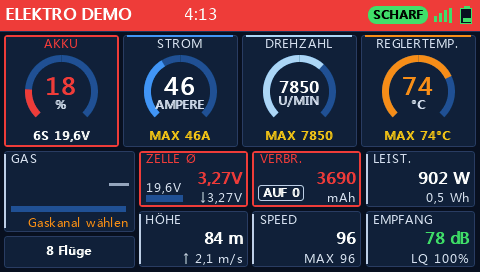 ELEKTRO DEMO 4:13 SCHARF
AKKU
18
%
6S 19,6V
STROM
46
AMPERE
MAX 46A
DREHZAHL
7850
U/MIN
MAX 7850
REGLERTEMP.
74
°C
MAX 74°C
GAS
—
Gaskanal wählen
8 Flüge
ZELLE Ø
3,27V
19,6V
↓3,27V
VERBR.
3690
AUF 0
mAh
LEIST.
902 W
0,5 Wh
HÖHE
84 m
↑ 2,1 m/s
SPEED
96
MAX 96
EMPFANG
78 dB
LQ 100%